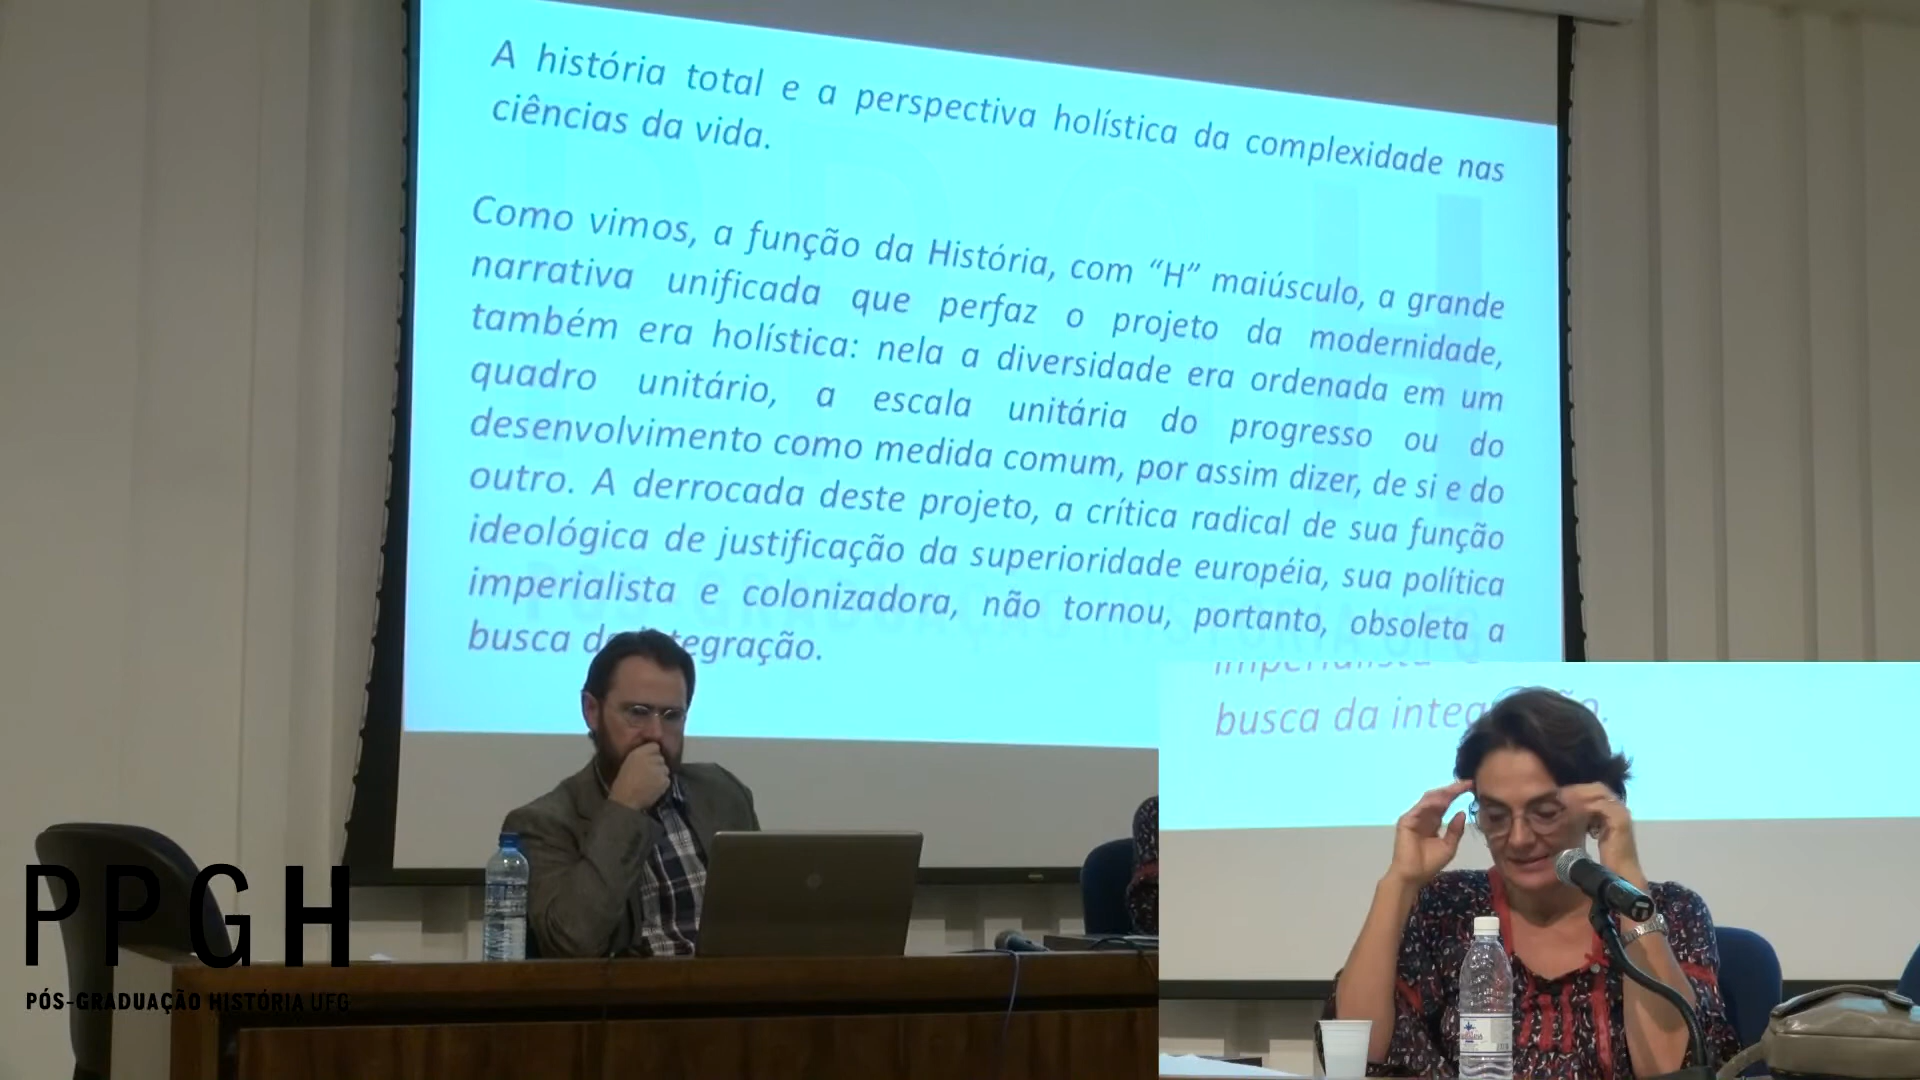 A história total e a perspectiva holística da complexidade nas
ciências da vida.
Como vimos, a função da História, com “H” maiúsculo, a grande
narrativa unificada que perfaz o projeto da modernidade,
também era holística: nela a diversidade era ordenada em um
quadro unitário, a escala unitária do progresso ou do
desenvolvimento como medida comum, por assim dizer, de si e do
outro. A derrocada deste projeto, a crítica radical de sua função
ideológica de justificação da superioridade européia, sua política
imperialista e colonizadora, não tornou, portanto, obsoleta a
busca da integração.
imperialista
busca da integração.
PPGH
PÓS-GRADUAÇÃO HISTÓRIA UFG